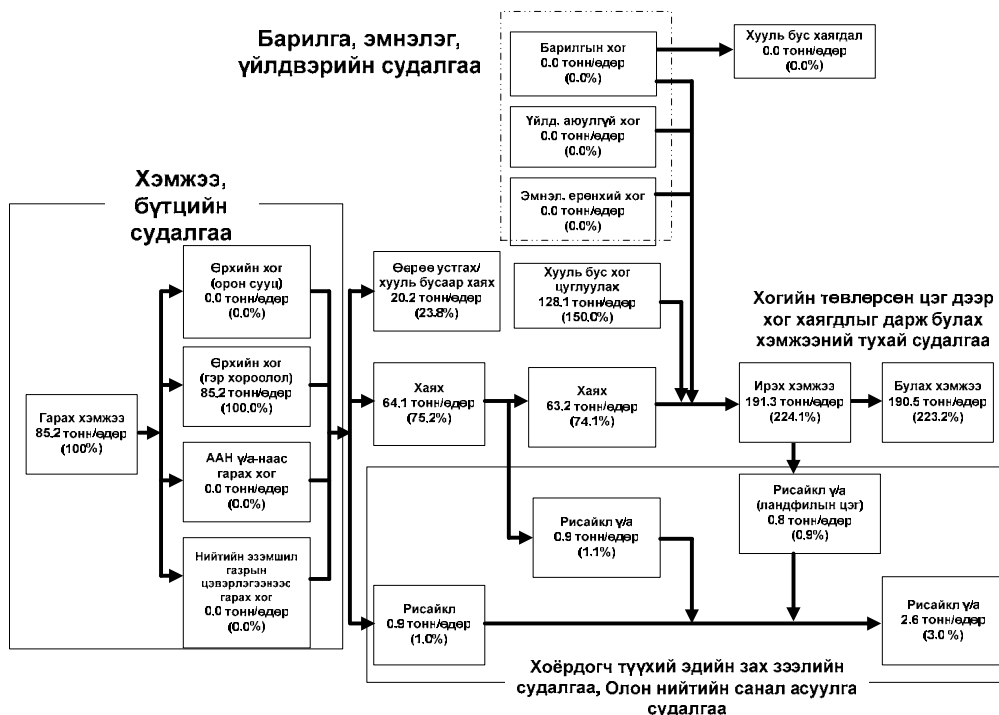 Барилга, эмнэлэг,
үйлдвэрийн судалгаа
Барилгын хог
0.0 тонн/өдөр
(0.0%)
Хууль бус хаягдал
0.0 тонн/өдөр
(0.0%)
Үйлд. аюулгүй хог
0.0 тонн/өдөр
(0.0%)
Эмнэл. ерөнхий хог
0.0 тонн/өдөр
(0.0%)
Хэмжээ,
бүтцийн
судалгаа
Өрхийн хог
(орон сууц)
0.0 тонн/өдөр
(0.0%)
Өөрөө устгах/
хууль бусаар хаях
20.2 тонн/өдөр
(23.8%)
Хууль бус хог
цуглуулах
128.1 тонн/өдөр
(150.0%)
Хогийн төвлөрсөн цэг дээр
хог хаягдлыг дарж булах
хэмжээний тухай судалгаа
Өрхийн хог
(гэр хороолол)
85.2 тонн/өдөр
(100.0%)
Гарах хэмжээ
85.2 тонн/өдөр
(100%)
Хаях
64.1 тонн/өдөр
(75.2%)
Хаях
63.2 тонн/өдөр
(74.1%)
Ирэх хэмжээ
191.3 тонн/өдөр
(224.1%)
Булах хэмжээ
190.5 тонн/өдөр
(223.2%)
ААН ү/а-наас
гарах хог
0.0 тонн/өдөр
(0.0%)
Рисайкл ү/а
0.9 тонн/өдөр
(1.1%)
Рисайкл ү/а
(ландфилын цэг)
0.8 тонн/өдөр
(0.9%)
Нийтийн эзэмшил
газрын
цэвэрлэгээнээс
гарах хог
0.0 тонн/өдөр
(0.0%)
Рисайкл
0.9 тонн/өдөр
(1.0%)
Рисайкл ү/а
2.6 тонн/өдөр
(3.0 %)
Хоёрдогч түүхий эдийн зах зээлийн
судалгаа, Олон нийтийн санал асуулга
судалгаа